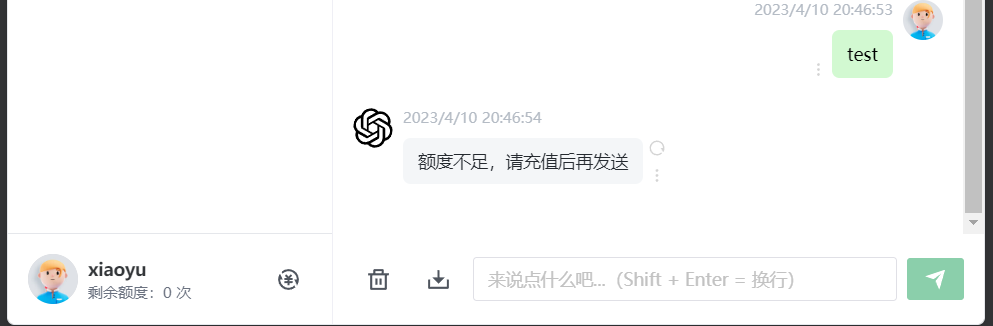 2023/4/10 20:46:53
test
2023/4/10 20:46:54
额度不足，请充值后再发送
xiaoyu
剩余额度：0 次
来说点什么吧...（Shift + Enter = 换行）